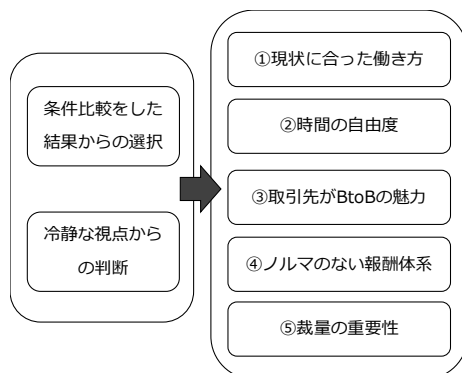 条件比較をした
結果からの選択
冷静な視点から
の判断
①現状に合った働き方
②時間の自由度
③取引先がBtoBの魅力
④ノルマのない報酬体系
⑤裁量の重要性